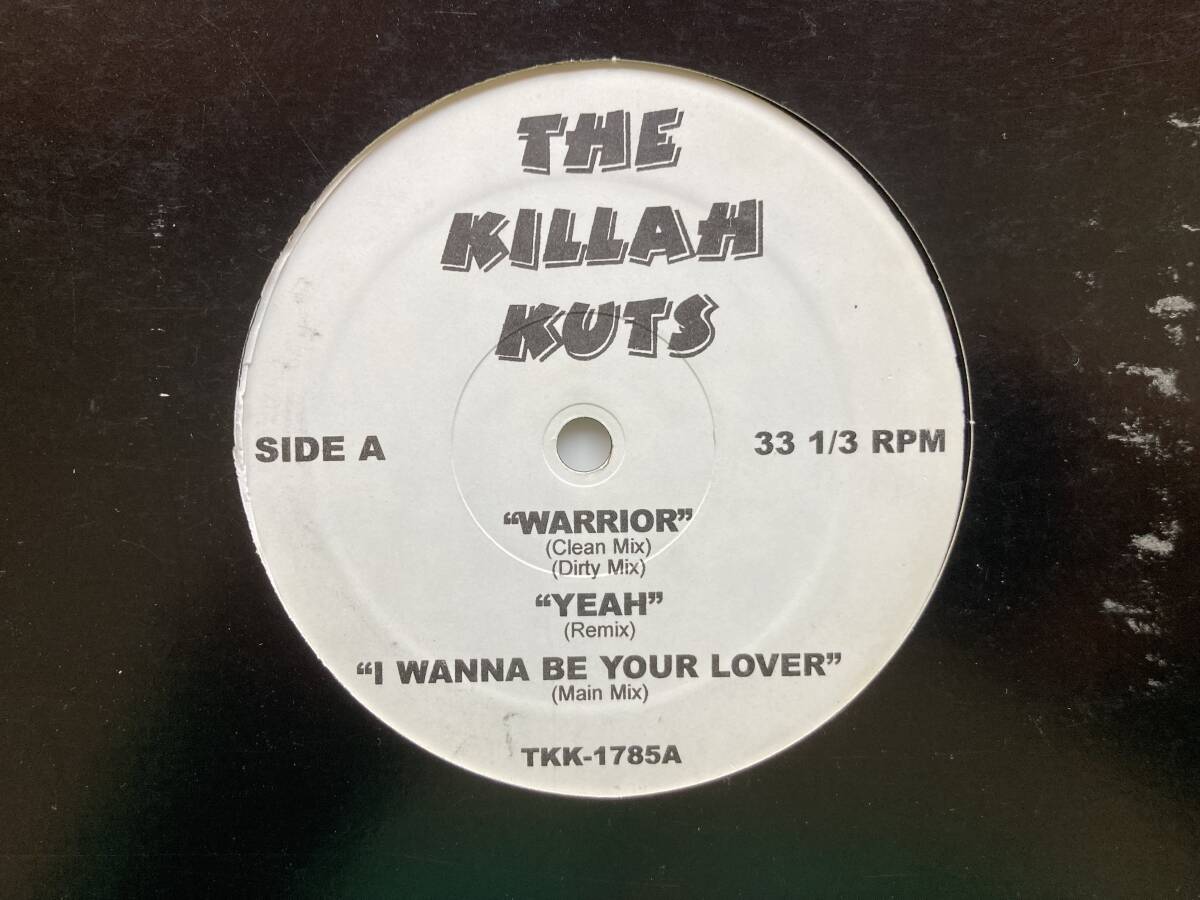 THE
KILLAH
KUTS
SIDE A
33 1/3 RPM
“WARRIOR”
(Clean Mix)
(Dirty Mix)
“YEAH”
(Remix)
“I WANNA BE YOUR LOVER”
(Main Mix)
TKK-1785A